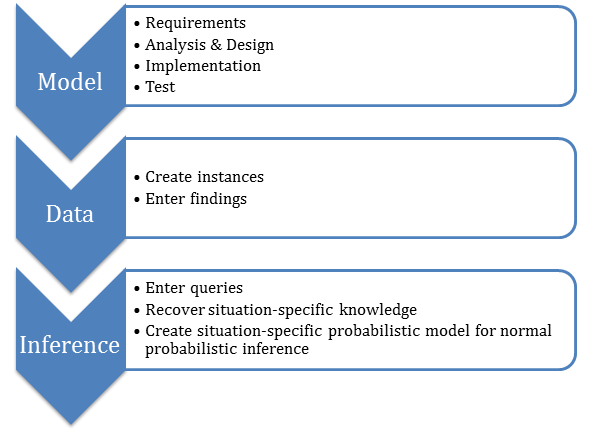 Model
• Requirements
• Analysis & Design
• Implementation
• Test
Data
• Create instances
• Enter findings
Inference
• Enter queries
• Recover situation-specific knowledge
• Create situation-specific probabilistic model for normal
probabilistic inference